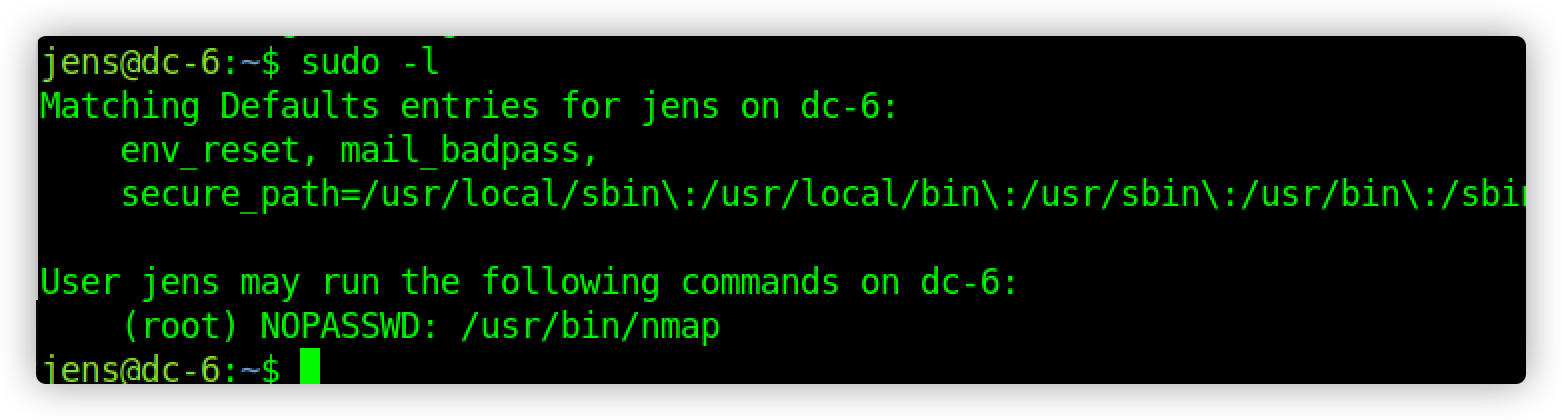 jens@dc-6:~$ sudo -l
Matching Defaults entries for jens on dc-6:
    env_reset, mail_badpass,
    secure_path=/usr/local/sbin\:/usr/local/bin\:/usr/sbin\:/usr/bin\:/sbin

User jens may run the following commands on dc-6:
    (root) NOPASSWD: /usr/bin/nmap
jens@dc-6:~$